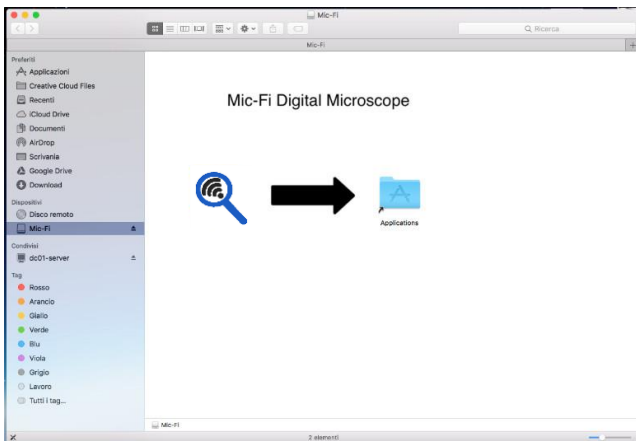 Mic-Fi
Ricerca
Mic-Fi
Preferiti
Applicazioni
Creative Cloud Files
Recenti
iCloud Drive
Documenti
AirDrop
Scrivania
Google Drive
Download
Dispositivi
Disco remoto
Mic-Fi
Condivisi
dc01-server
Tag
Rosso
Arancio
Giallo
Verde
Blu
Viola
Grigio
Lavoro
Tutti i tag...
Mic-Fi Digital Microscope
Applications
Mic-Fi
2 elementi